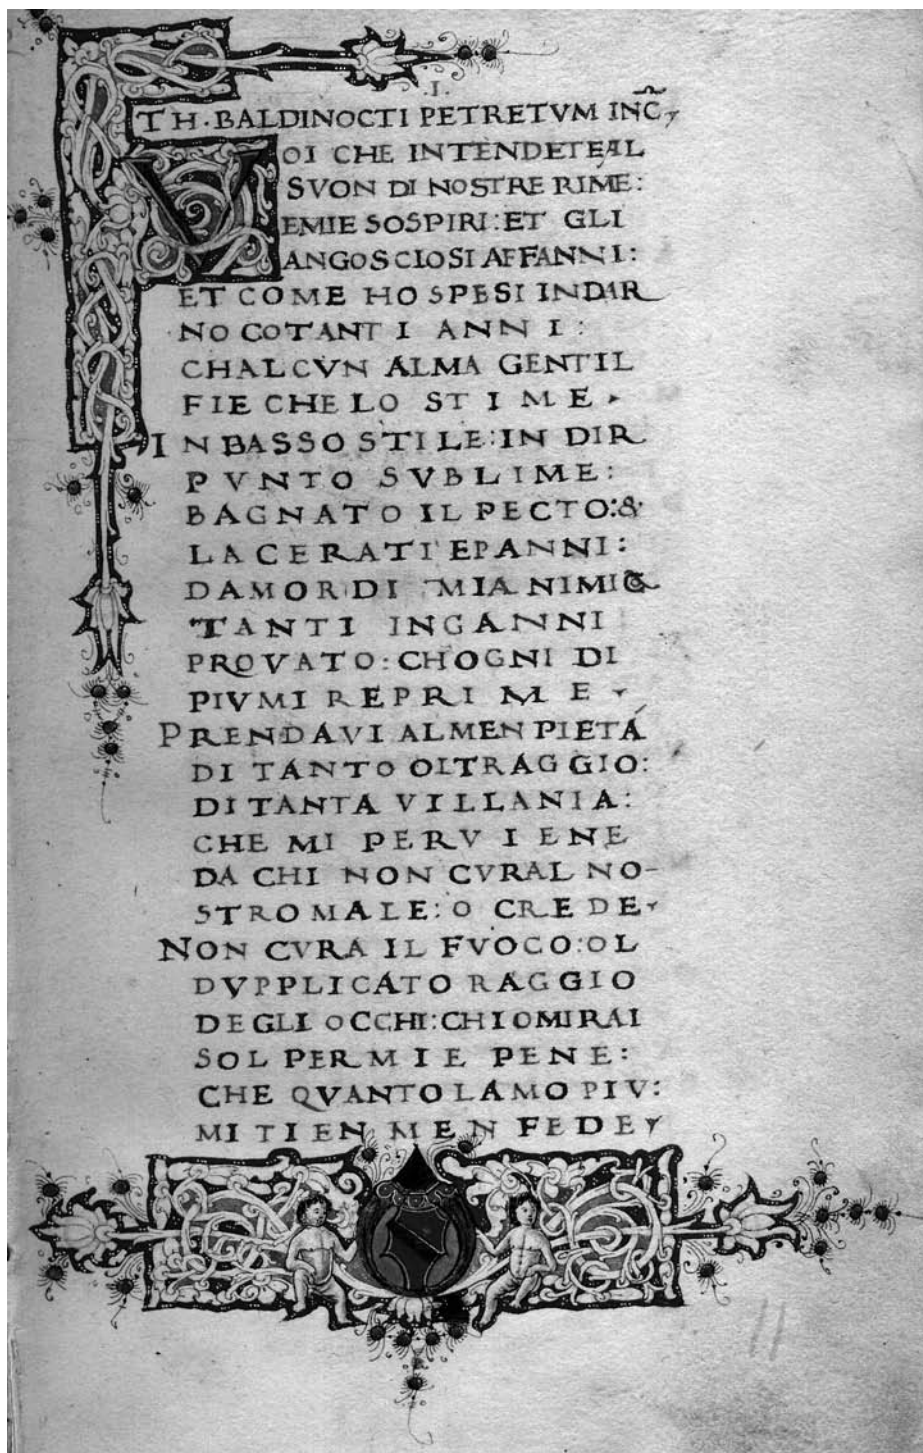 ·I·
TH·BALDINOCTI PETRETVM INC̃
VOI CHE INTENDETE AL
SVON DI NOSTRE RIME:
EMIE SOSPIRI: ET GLI
ANGOSCIOSI AFFANNI:
ET COME HO SPESI INDAR
NO COTANTI ANNI:
CHALCVN ALMA GENTIL
FIE CHE LO STIME·
IN BASSO STILE: IN DIR
PVNTO SVBLIME:
BAGNATO IL PECTO: &
LACERATI EPANNI:
DAMOR DI MIA NIMICA
TANTI INGANNI
PROVATO: CHOGNI DI
PIV MI REPRIME·
PRENDAVI ALMEN PIETÁ
DI TANTO OLTRAGGIO:
DI TANTA VILLANIA:
CHE MI PERVIENE
DA CHI NON CVRAL NO-
STRO MALE: O CREDE·
NON CVRA IL FVOCO: OL
DVPPLICATO RAGGIO
DEGLI OCCHI: CHIO MIRAI
SOL PER MIE PENE:
CHE QVANTO LAMO PIV:
MI TIEN MEN FEDE·
11